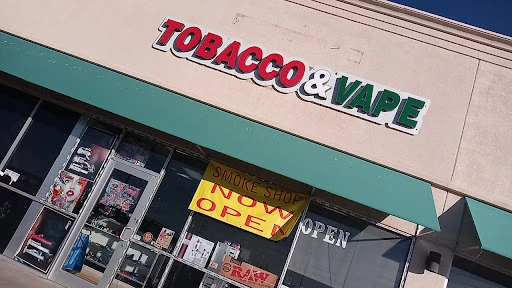 TOBACCO & VAPE
SMOKE SHOP
NOW
OPEN
OPEN
RAW